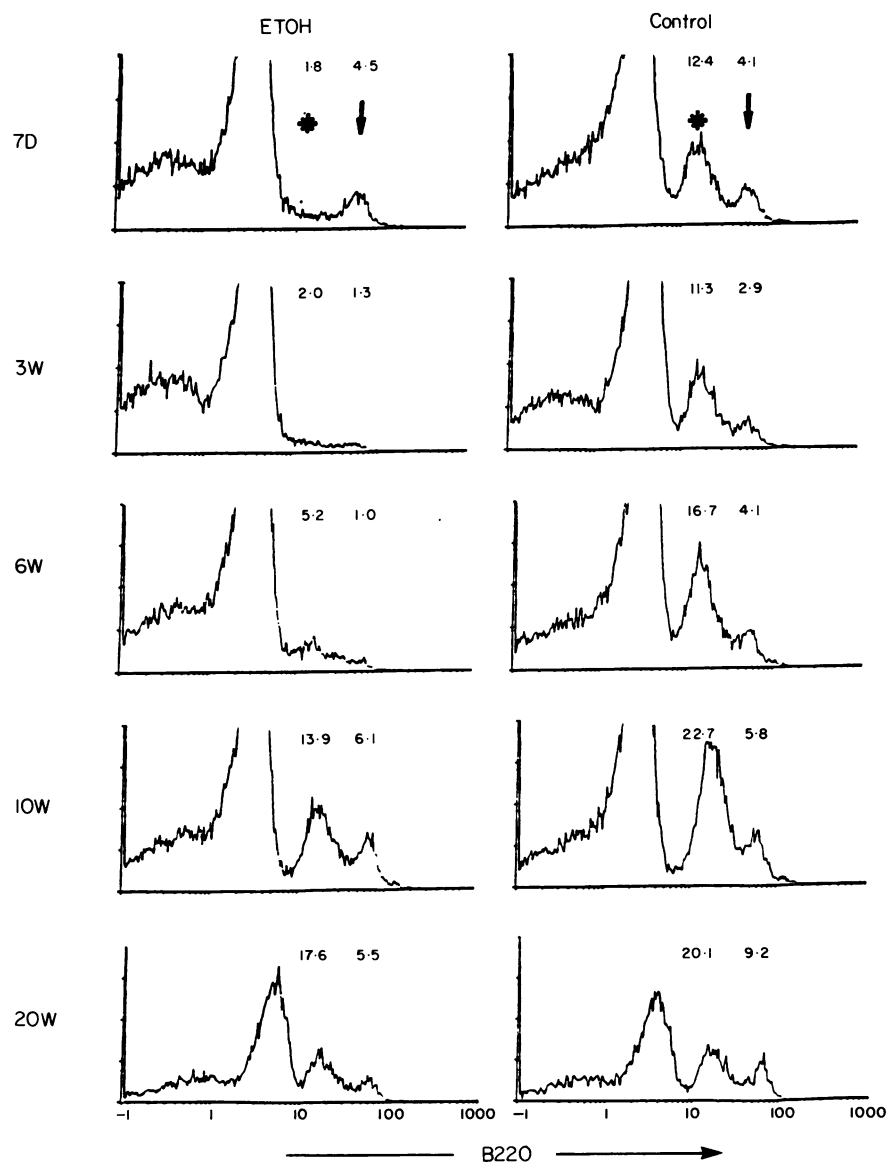 ETOH Control
1·8 4·5 12·4 4·1
7D
2·0 1·3 11·3 2·9
3W
5·2 1·0 16·7 4·1
6W
13·9 6·1 22·7 5·8
10W
17·6 5·5 20·1 9·2
20W
-1 1 10 100 1000 -1 1 10 100 1000
B220